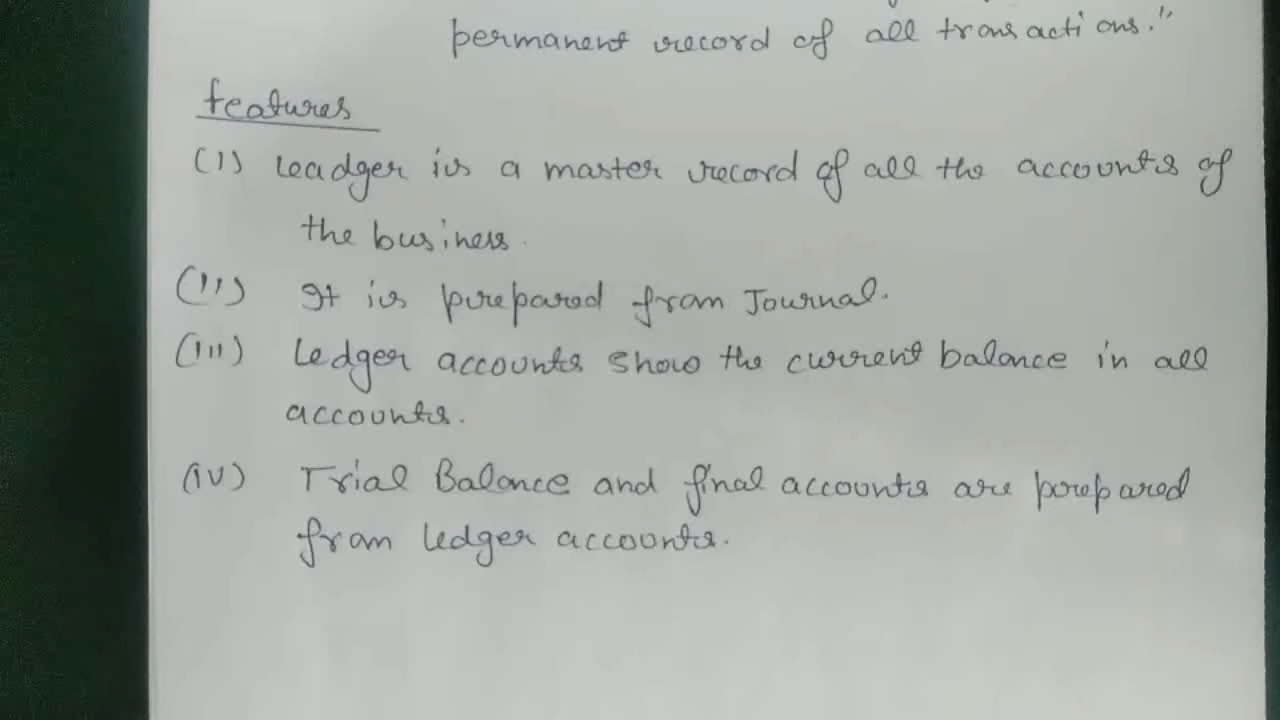 permanent record of all transactions."
features
(I) Leadger is a master record of all the accounts of
the business.
(II) It is prepared from Journal.
(III) Ledger accounts show the current balance in all
accounts.
(IV) Trial Balance and final accounts are prepared
from ledger accounts.